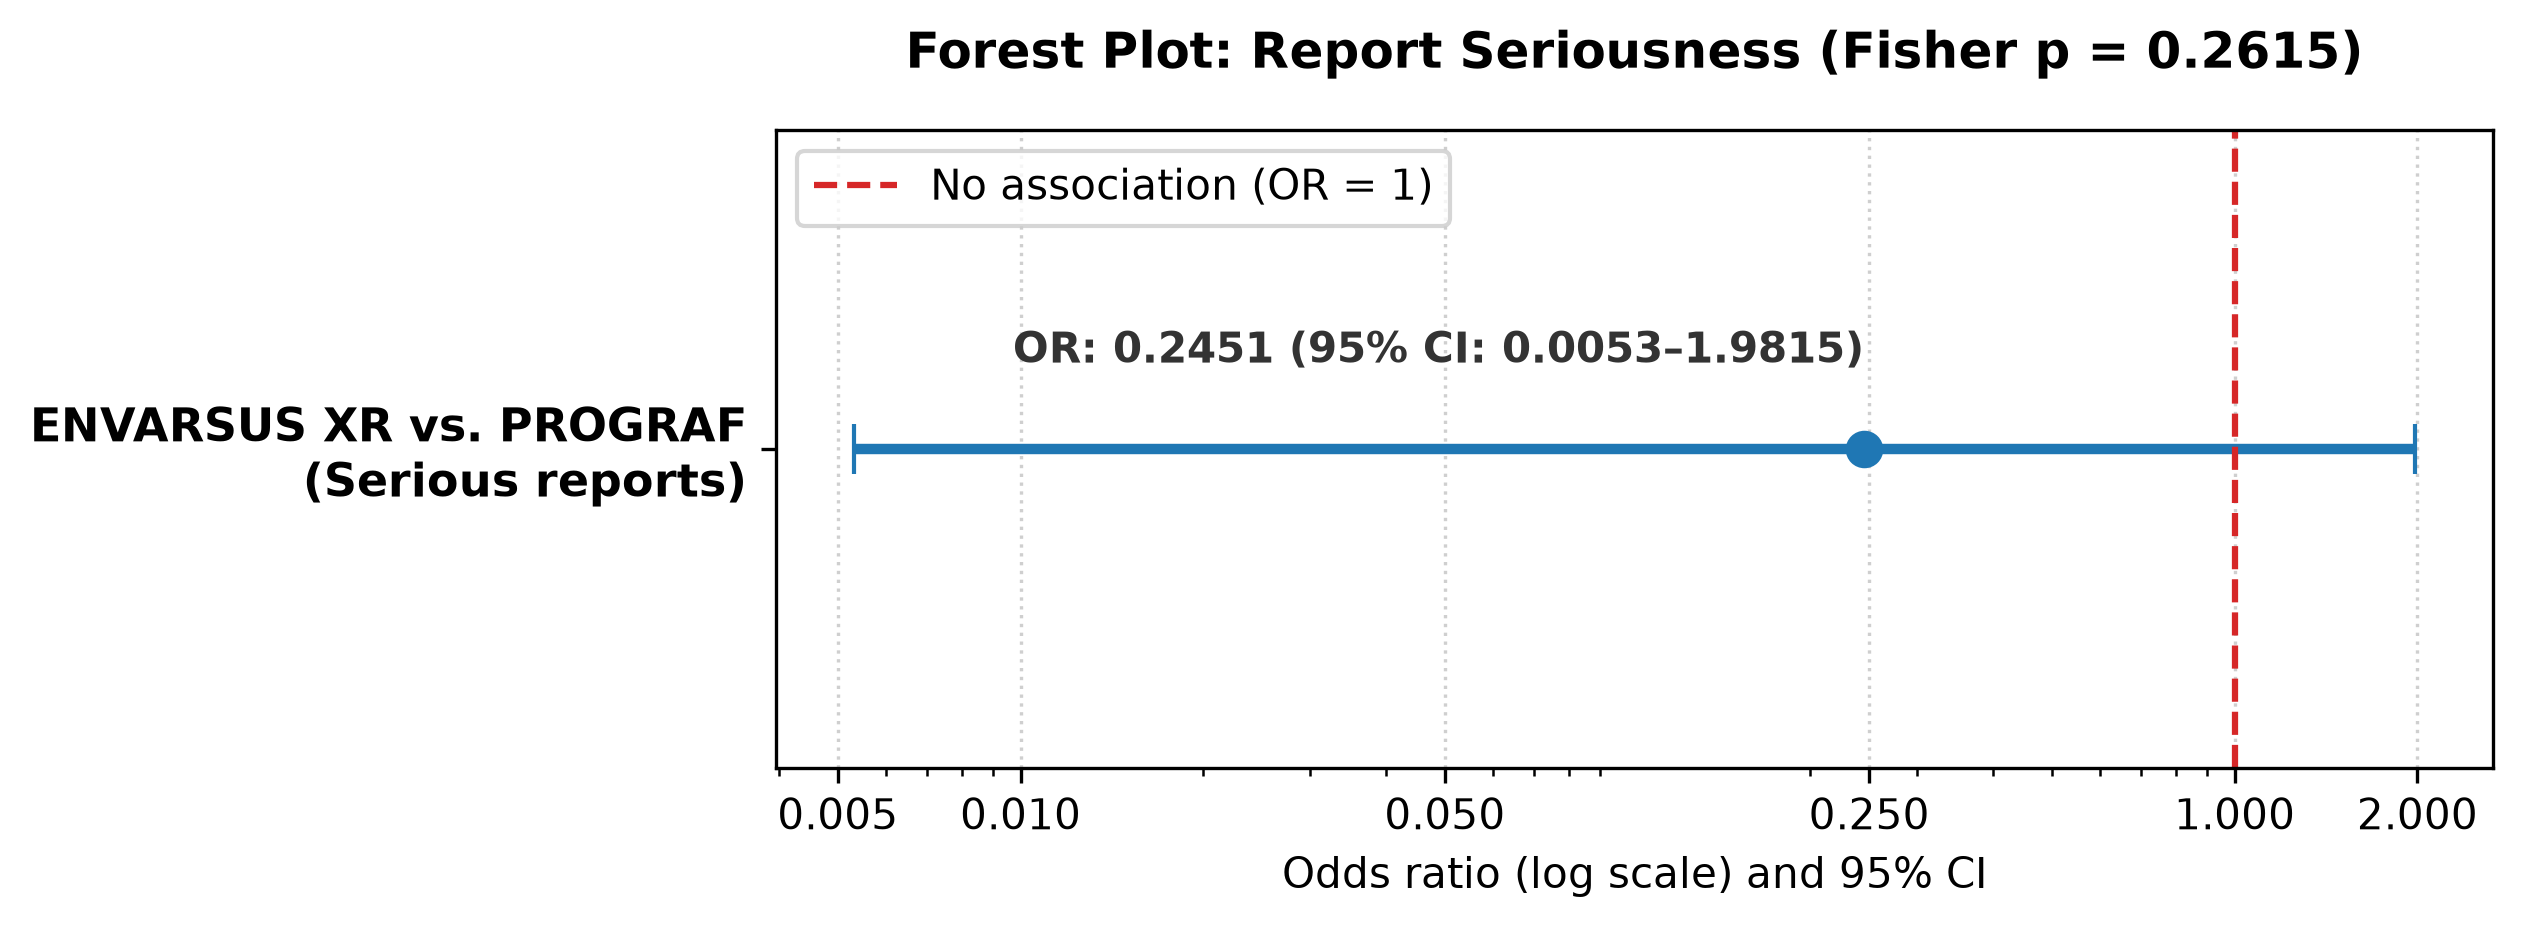 Forest Plot: Report Seriousness (Fisher p = 0.2615)
No association (OR = 1)
OR: 0.2451 (95% CI: 0.0053–1.9815)
ENVARSUS XR vs. PROGRAF
(Serious reports)
0.005 0.010 0.050 0.250 1.000 2.000
Odds ratio (log scale) and 95% CI